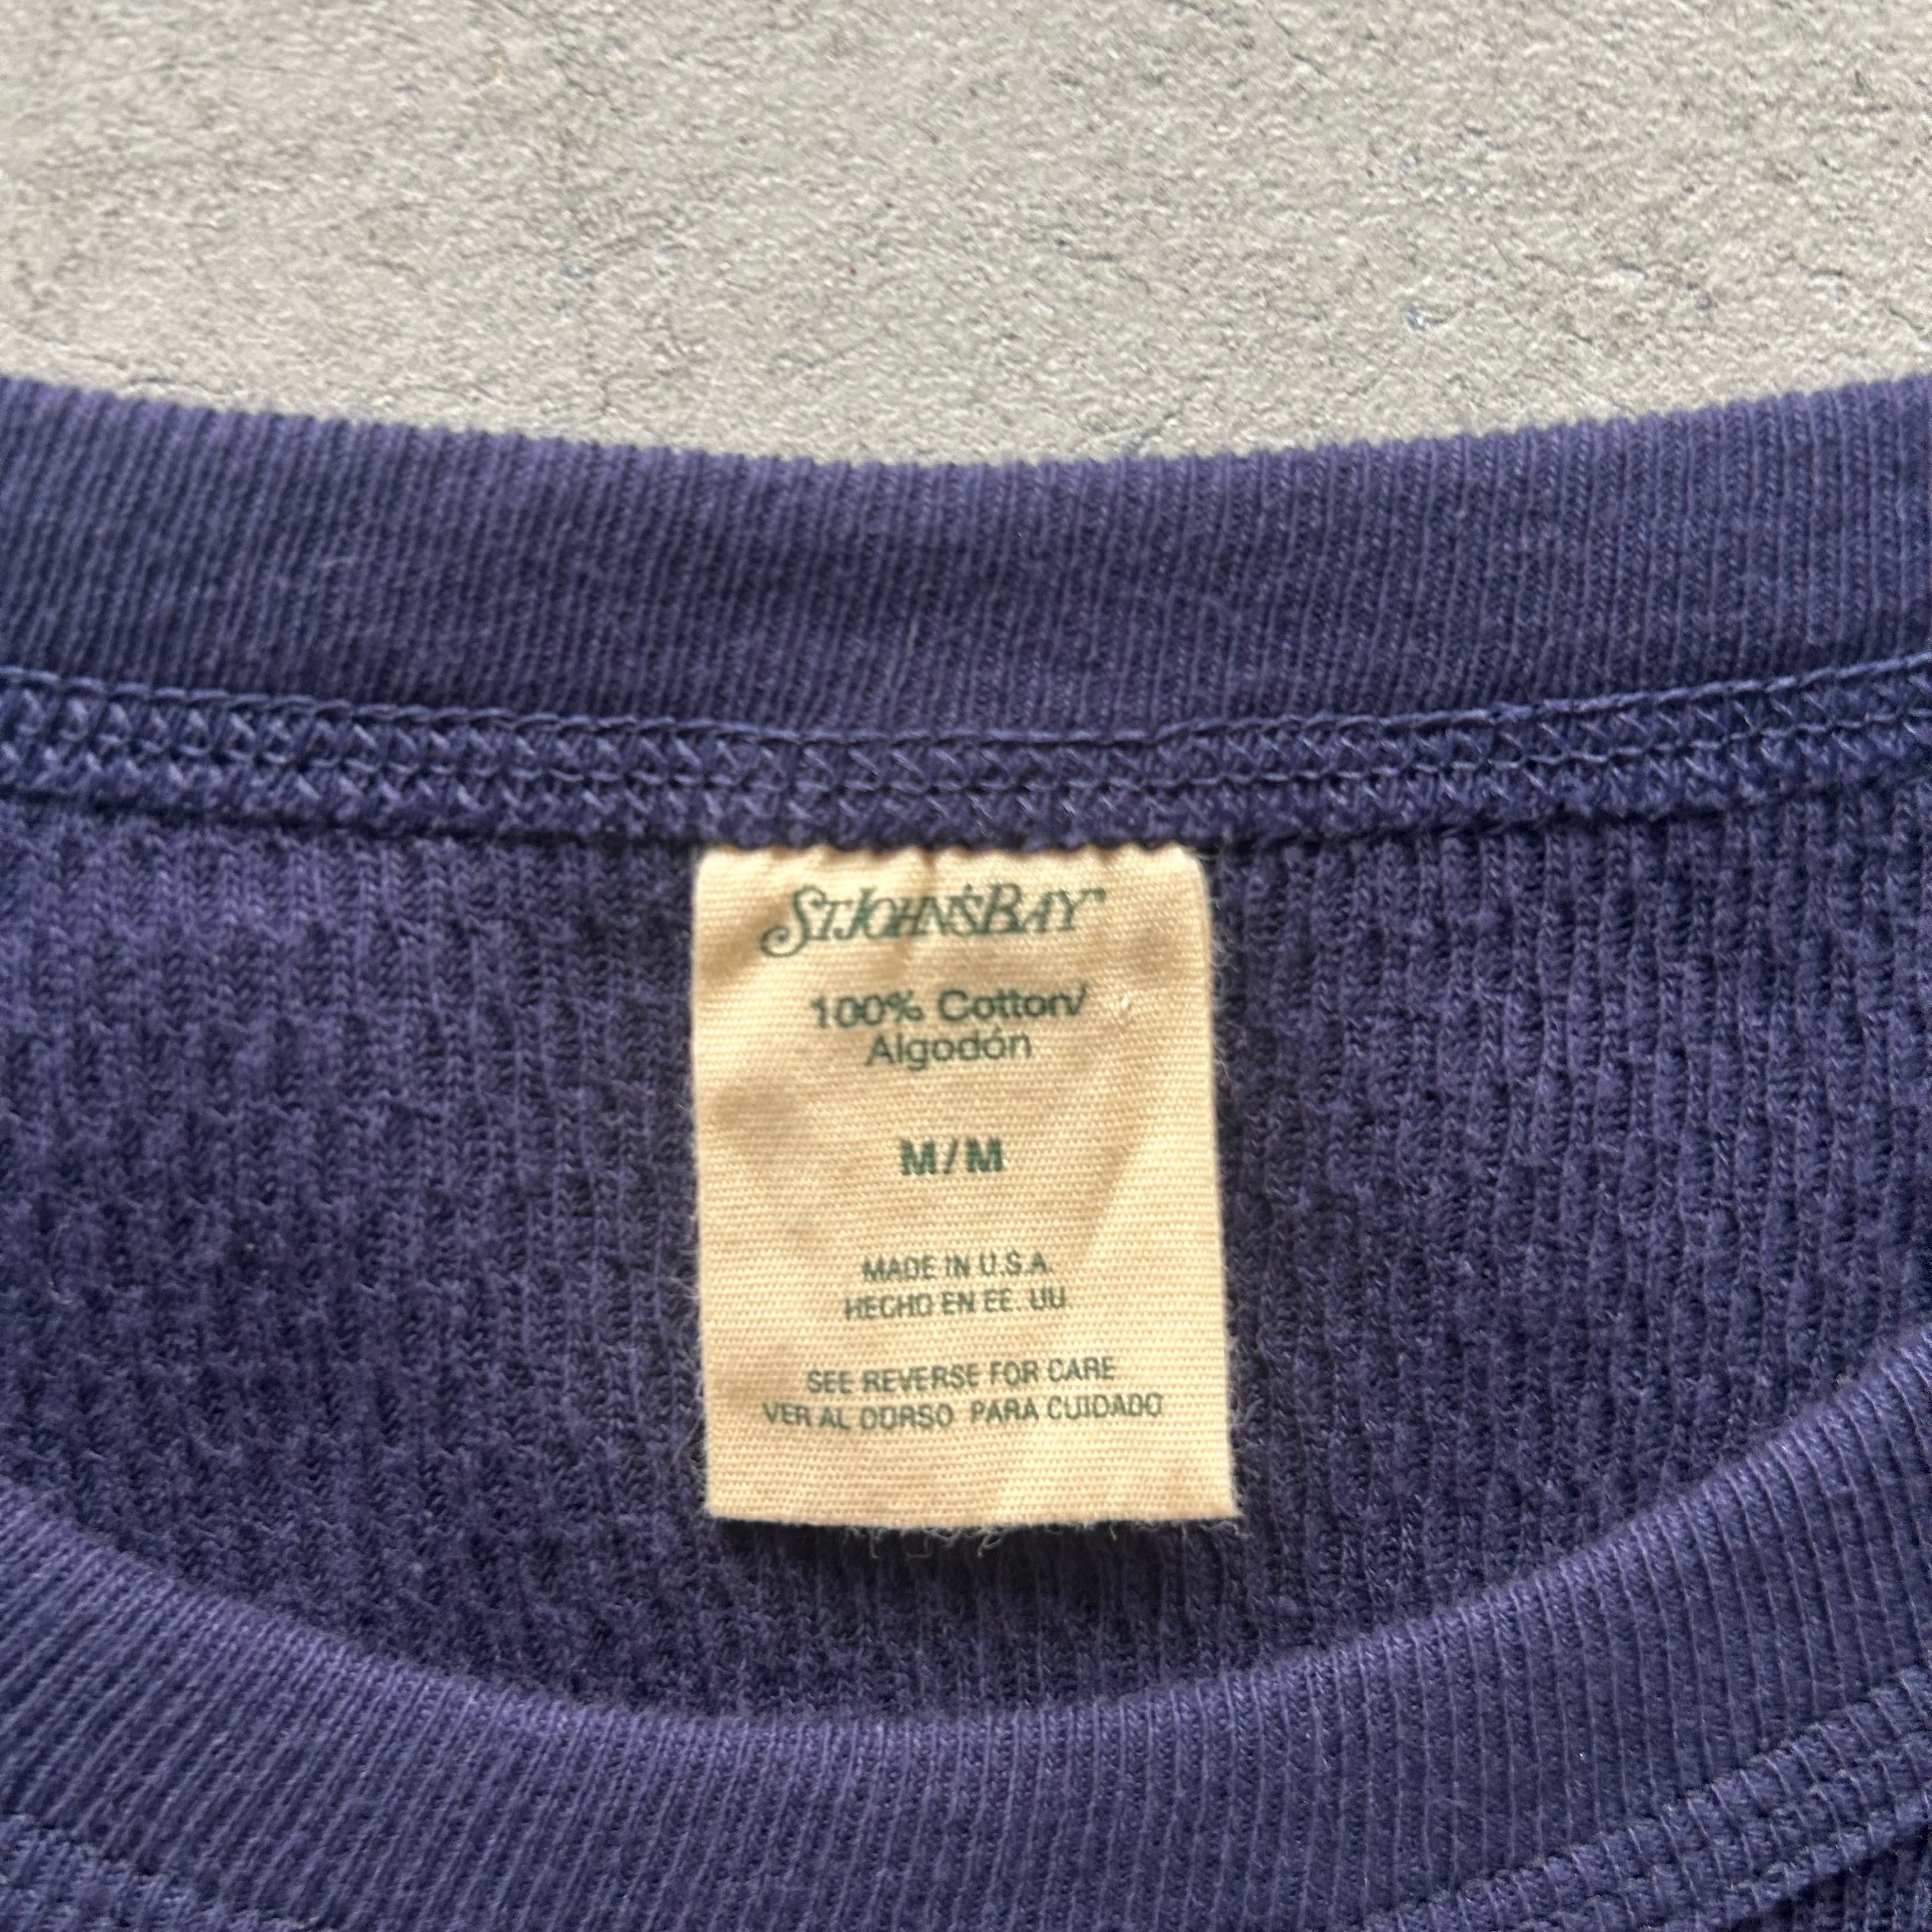 ST. JOHN'S BAY
100% Cotton/
Algodón
M/M
MADE IN U.S.A.
HECHO EN EE. UU.
SEE REVERSE FOR CARE
VER AL DORSO PARA CUIDADO